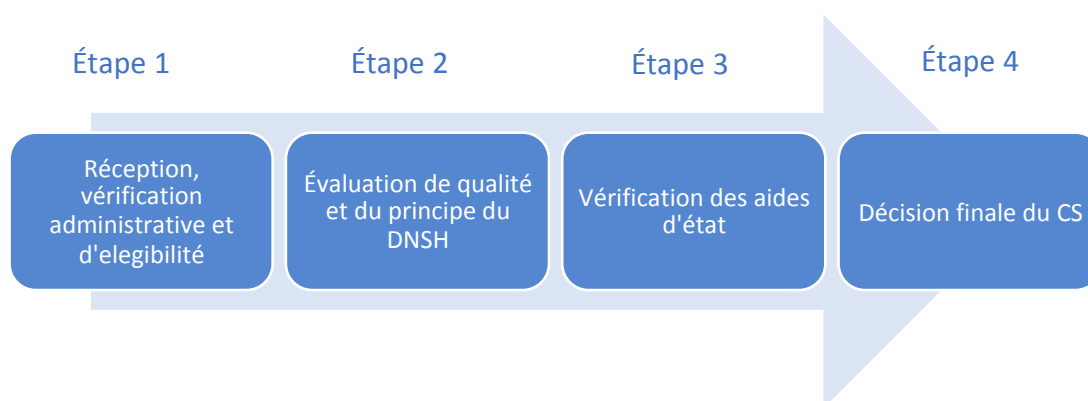 Étape 1
Étape 2
Étape 3
Étape 4
Réception,
vérification
administrative et
d'elegibilité
Évaluation de qualité
et du principe du
DNSH
Vérification des aides
d'état
Décision finale du CS